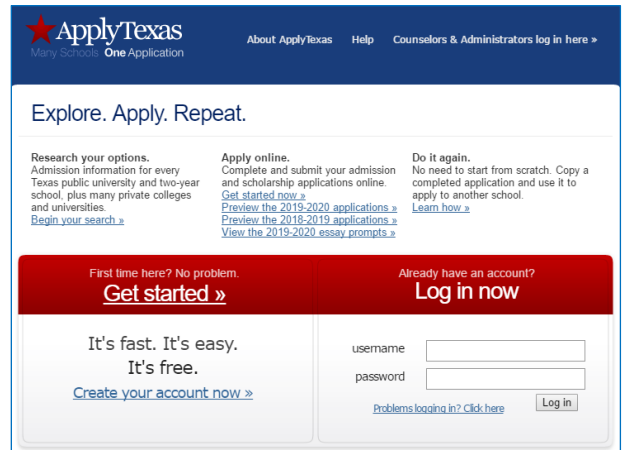 ApplyTexas
Many Schools One Application
About ApplyTexas Help Counselors & Administrators log in here »
Explore. Apply. Repeat.
Research your options.
Admission information for every
Texas public university and two-year
school, plus many private colleges
and universities.
Begin your search »
Apply online.
Complete and submit your admission
and scholarship applications online.
Get started now »
Preview the 2019-2020 applications »
Preview the 2018-2019 applications »
View the 2019-2020 essay prompts »
Do it again.
No need to start from scratch. Copy a
completed application and use it to
apply to another school.
Learn how »
First time here? No problem.
Get started »
It's fast. It's easy.
It's free.
Create your account now »
Already have an account?
Log in now
username
password
Problems logging in? Click here
Log in